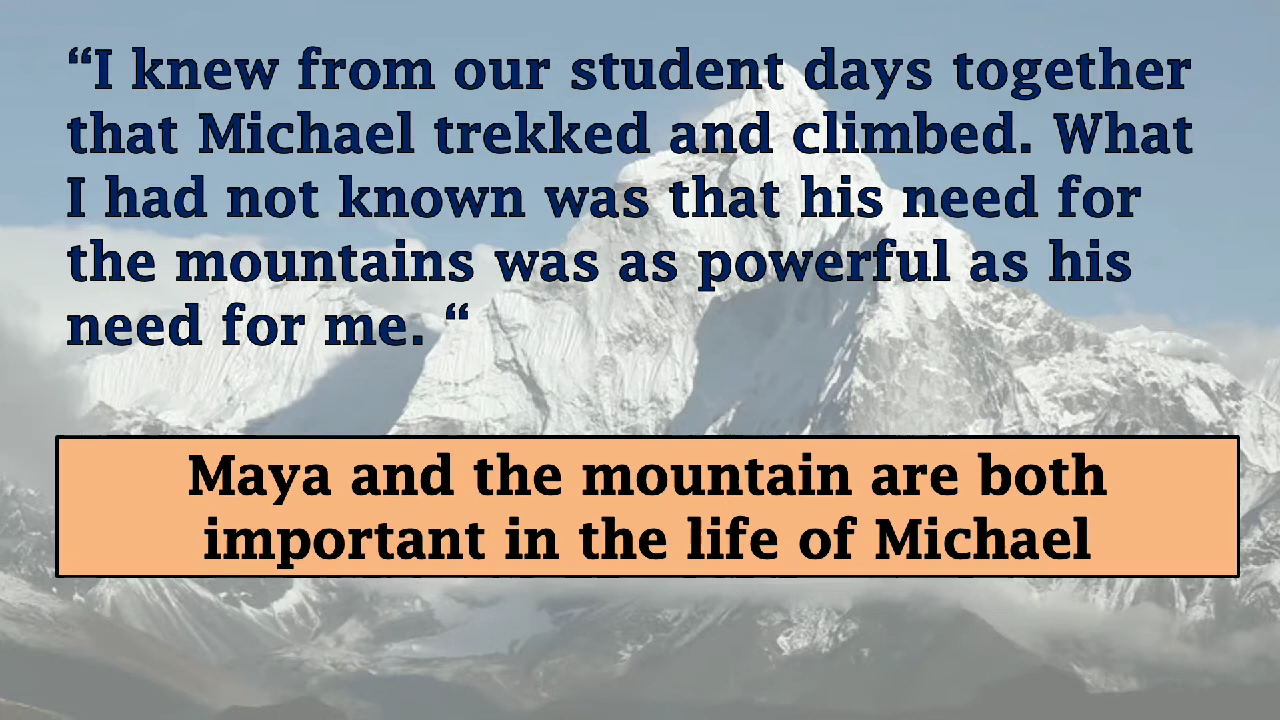 “I knew from our student days together
that Michael trekked and climbed. What
I had not known was that his need for
the mountains was as powerful as his
need for me. “
Maya and the mountain are both
important in the life of Michael